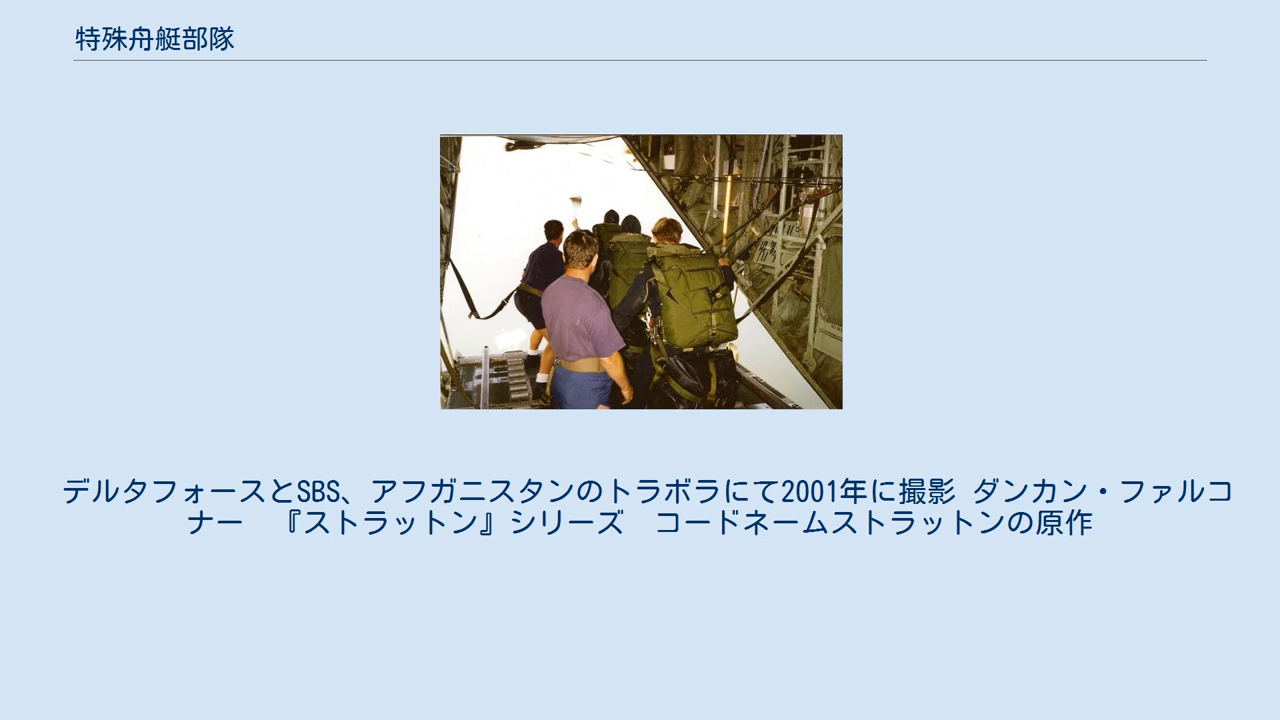 特殊舟艇部隊
デルタフォースとSBS、アフガニスタンのトラボラにて2001年に撮影 ダンカン・ファルコ
ナー　『ストラットン』シリーズ　コードネームストラットンの原作